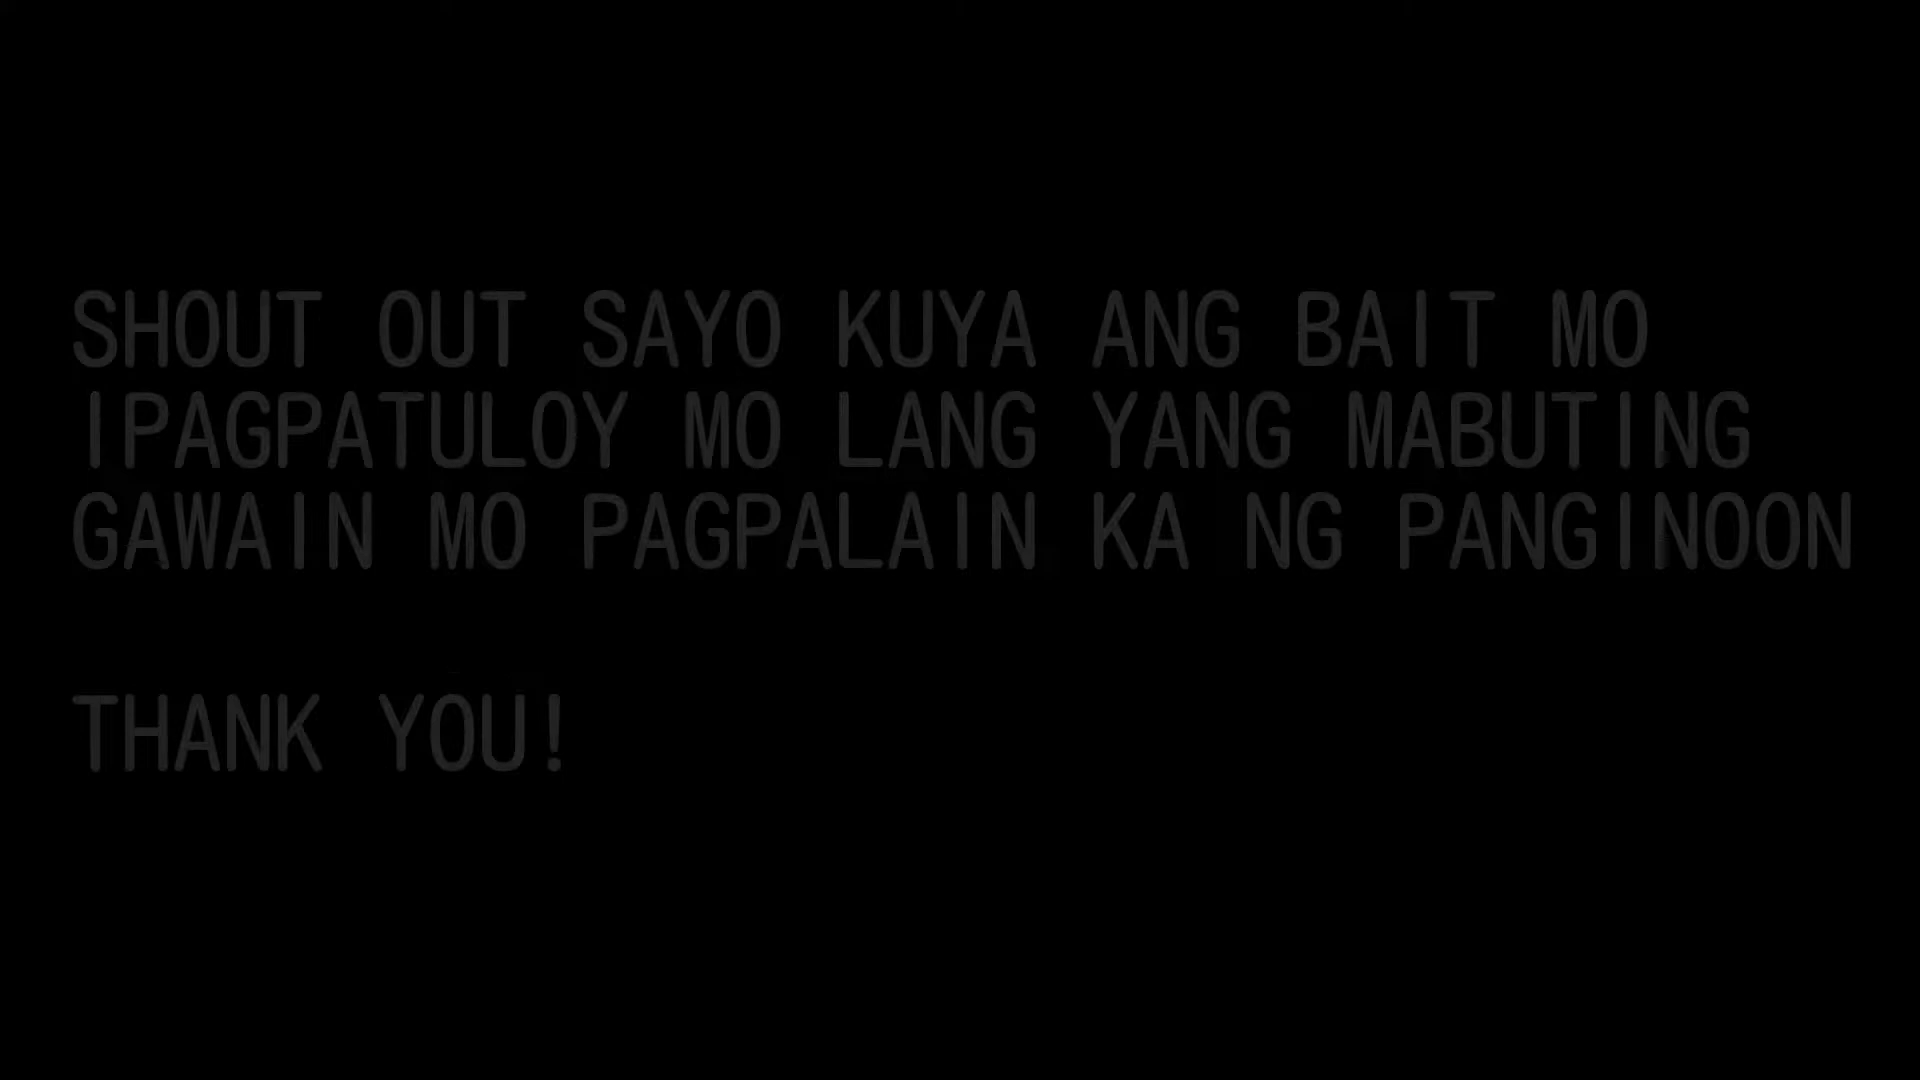 SHOUT OUT SAYO KUYA ANG BAIT MO
IPAGPATULOY MO LANG YANG MABUTING
GAWAIN MO PAGPALAIN KA NG PANGINOON
THANK YOU!